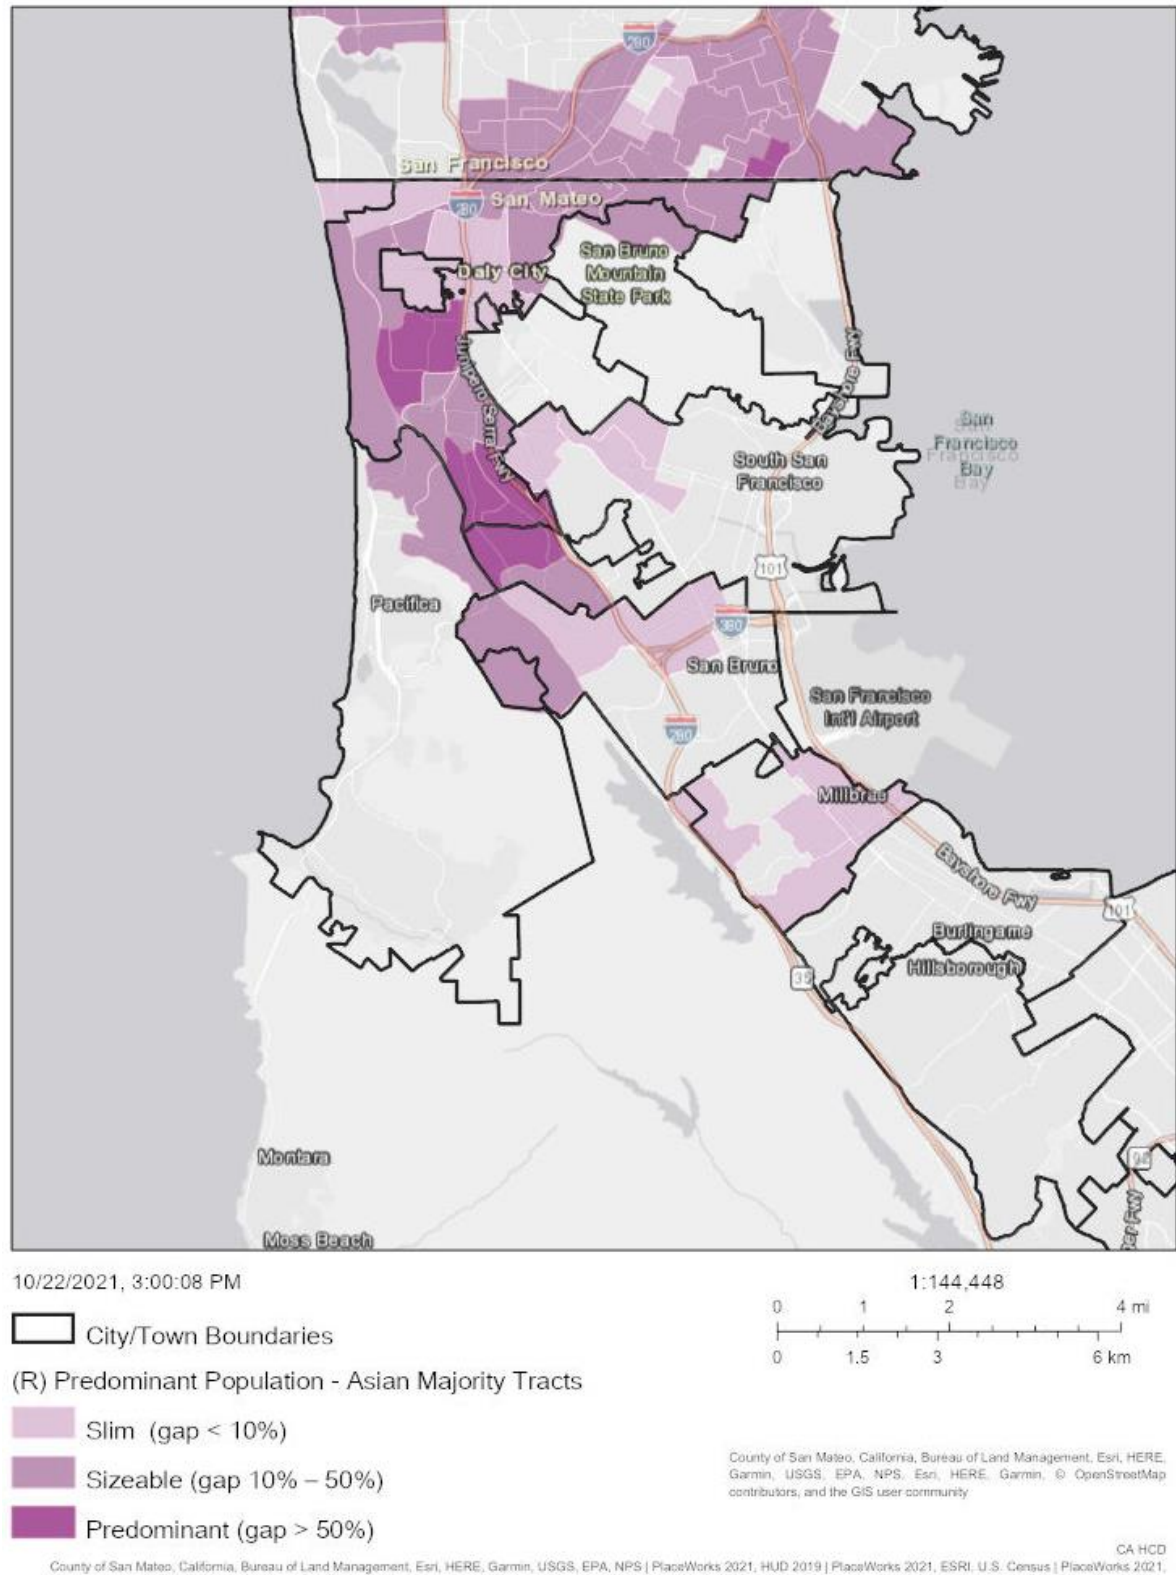 280
San Francisco
280
San Mateo
Daly City
San Bruno
Mountain
State Park
Junipero Serra Fwy
Bayshore Fwy
San
Francisco
Bay
San
Francisco
Bay
South San
Francisco
101
Pacifica
380
San Bruno
San Francisco
Int'l Airport
280
Millbrae
Bayshore Fwy
101
Burlingame
Hillsborough
35
Montara
Moss Beach
Fwy
10/22/2021, 3:00:08 PM
1:144,448
0 1 2 4 mi
0 1.5 3 6 km
City/Town Boundaries
(R) Predominant Population - Asian Majority Tracts
Slim (gap < 10%)
Sizeable (gap 10% – 50%)
Predominant (gap > 50%)
County of San Mateo, California, Bureau of Land Management, Esri, HERE,
Garmin, USGS, EPA, NPS, Esri, HERE, Garmin, © OpenStreetMap
contributors, and the GIS user community
CA HCD
County of San Mateo, California, Bureau of Land Management, Esri, HERE, Garmin, USGS, EPA, NPS | PlaceWorks 2021, HUD 2019 | PlaceWorks 2021, ESRI, U.S. Census | PlaceWorks 2021,